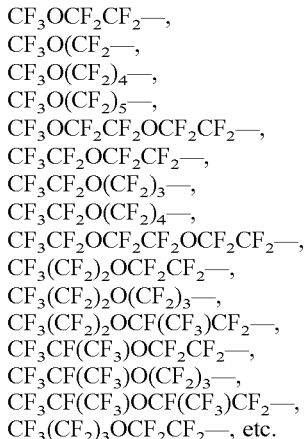 CF₃OCF₂CF₂—,
CF₃O(CF₂—,
CF₃O(CF₂)₄—,
CF₃O(CF₂)₅—,
CF₃OCF₂CF₂OCF₂CF₂—,
CF₃CF₂OCF₂CF₂—,
CF₃CF₂O(CF₂)₃—,
CF₃CF₂O(CF₂)₄—,
CF₃CF₂OCF₂CF₂OCF₂CF₂—,
CF₃(CF₂)₂OCF₂CF₂—,
CF₃(CF₂)₂O(CF₂)₃—,
CF₃(CF₂)₂OCF(CF₃)CF₂—,
CF₃CF(CF₃)OCF₂CF₂—,
CF₃CF(CF₃)O(CF₂)₃—,
CF₃CF(CF₃)OCF(CF₃)CF₂—,
CF₃(CF₂)₃OCF₂CF₂—, etc.